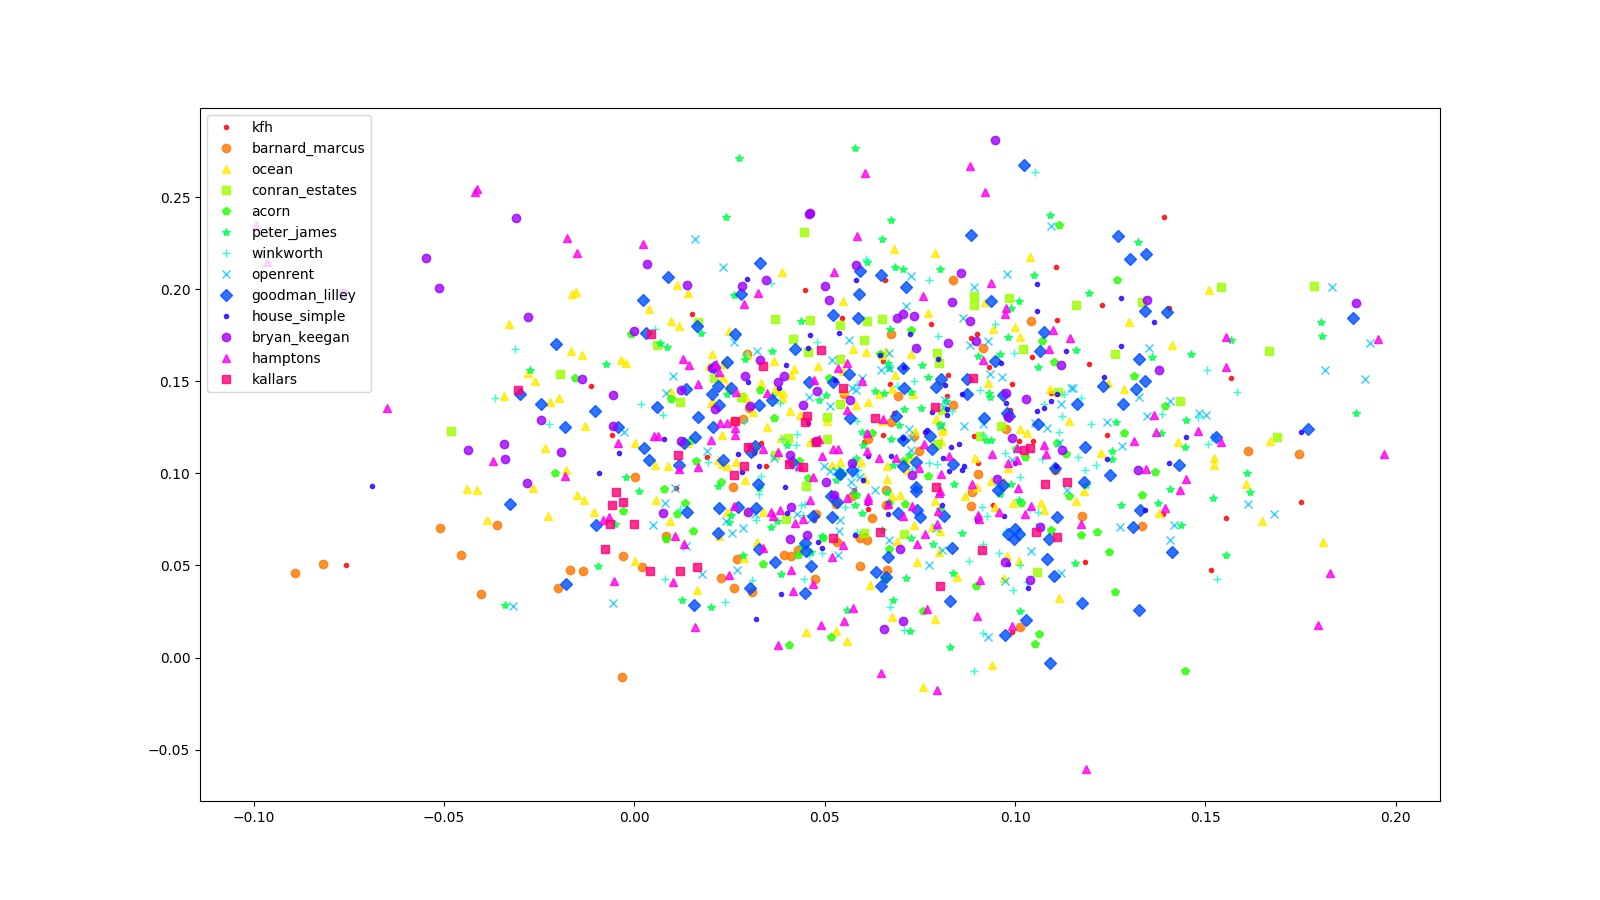 kfh
barnard_marcus
ocean
conran_estates
acorn
peter_james
winkworth
openrent
goodman_lilley
house_simple
bryan_keegan
hamptons
kallars
0.25
0.20
0.15
0.10
0.05
0.00
−0.05
−0.10 −0.05 0.00 0.05 0.10 0.15 0.20